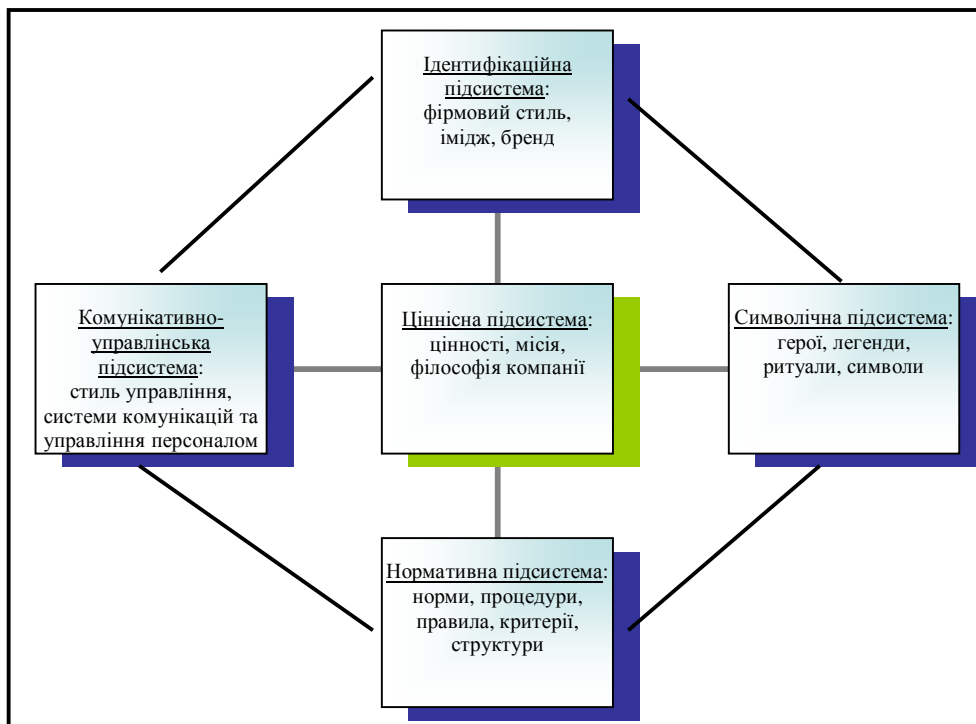 Ідентифікаційна
підсистема:
фірмовий стиль,
імідж, бренд
Комунікативно-
управлінська
підсистема:
стиль управління,
системи комунікацій та
управління персоналом
Ціннісна підсистема:
цінності, місія,
філософія компанії
Символічна підсистема:
герої, легенди,
ритуали, символи
Нормативна підсистема:
норми, процедури,
правила, критерії,
структури